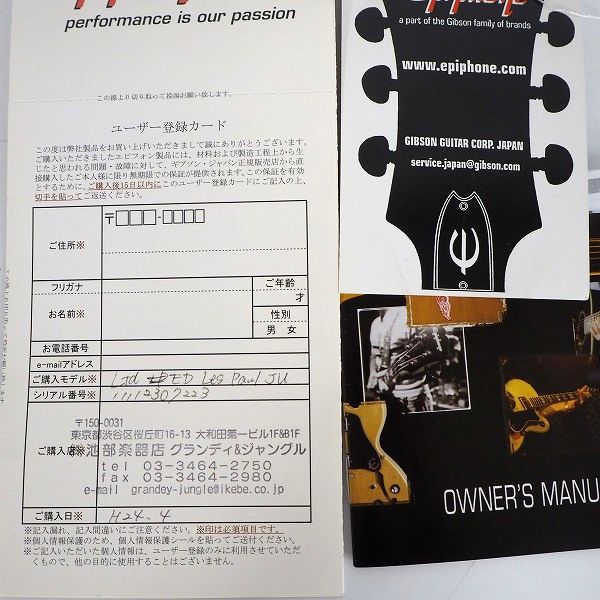 performance is our passion
この線より切り取って投函お願い致します。
ユーザー登録カード
この度は弊社製品をお買い上げいただきまして誠にありがとうございます。
ご購入いただきましたエピフォン製品には、材料および製造工程上から生
じたと思われる問題・故障に対して、ギブソン・ジャパン正規販売店から直
接購入したご本人様に限り無期限での保証が提供されます。この保証を有効
とするために、ご購入後15日以内にこのユーザー登録カードにご記入の上、
切手を貼ってご返送ください。
〒□□□-□□□□
ご住所※
フリガナ
ご年齢
才
お名前※
性別
男 女
お電話番号
e-mailアドレス
ご購入モデル※ Ltd ED Les Paul JU
シリアル番号※ 11112307223
〒150-0031
東京都渋谷区桜丘町16-13 大和田第一ビル1F&B1F
ご購入店※ ㈱池部楽器店 グランディ&ジャングル
tel 03-3464-2750
fax 03-3464-2980
e-mail grandey-jungle@ikebe.co.jp
ご購入日※ H24.4
※記入漏れ、記入間違いにご注意ください。※印は必須項目です。
※個人情報保護のため、個人情報保護シールを貼ってご送付ください。
※ご記入いただいた個人情報は、ユーザー登録のみに利用させていただ
くもので、他の目的に使用することはございません。
Epiphone
a part of the Gibson family of brands
www.epiphone.com
GIBSON GUITAR CORP. JAPAN
service.japan@gibson.com
OWNER'S MANU